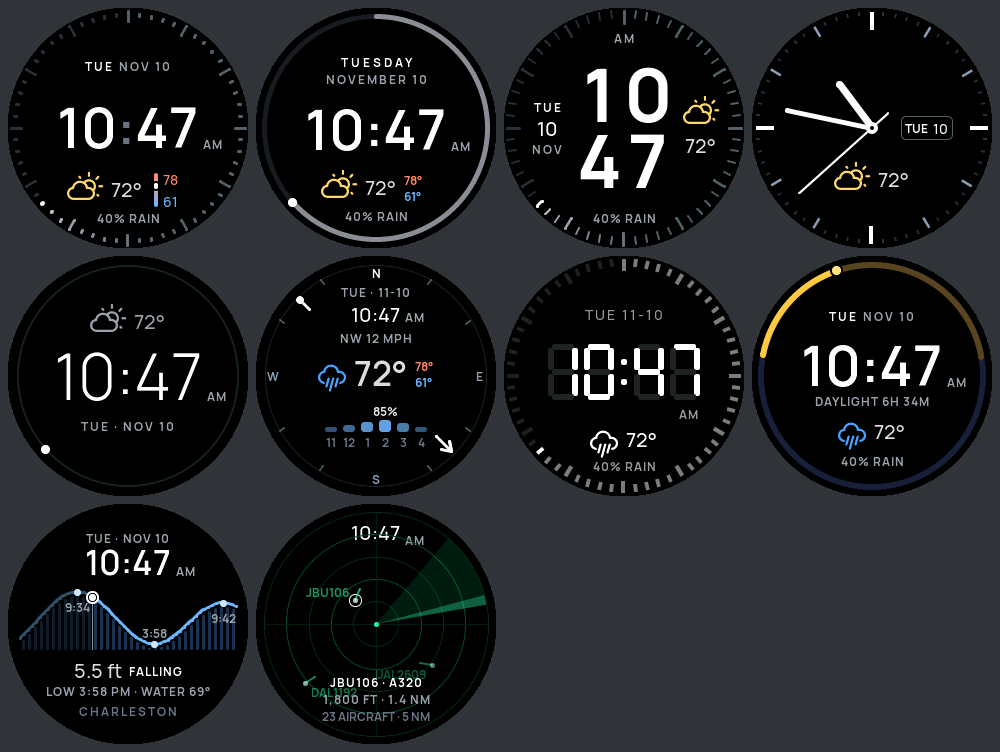 TUE NOV 10
10:47 AM
72° 78
61
40% RAIN
TUESDAY
NOVEMBER 10
10:47 AM
72° 78°
61°
40% RAIN
AM
10
47
TUE
10
NOV
72°
40% RAIN
TUE 10
72°
72°
10:47 AM
TUE · NOV 10
N
TUE · 11-10
10:47 AM
NW 12 MPH
W
72° 78°
61°
E
85%
11 12 1 2 3 4
S
TUE 11-10
10:47
AM
72°
40% RAIN
TUE NOV 10
10:47 AM
DAYLIGHT 6H 34M
72°
40% RAIN
TUE · NOV 10
10:47 AM
9:34
3:58
9:42
5.5 ft FALLING
LOW 3:58 PM · WATER 69°
CHARLESTON
10:47 AM
JBU106
DAL2609
JBU106 · A320
DAL1192
1,800 FT · 1.4 NM
23 AIRCRAFT · 5 NM